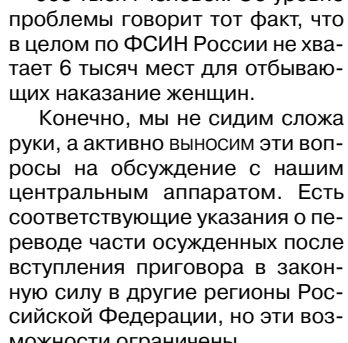 проблемы говорит тот факт, что
в целом по ФСИН России не хва-
тает 6 тысяч мест для отбываю-
щих наказание женщин.
Конечно, мы не сидим сложа
руки, а активно выносим эти воп-
росы на обсуждение с нашим
центральным аппаратом. Есть
соответствующие указания о пе-
реводе части осужденных после
вступления приговора в закон-
ную силу в другие регионы Рос-
сийской Федерации, но эти воз-
можности ограничены